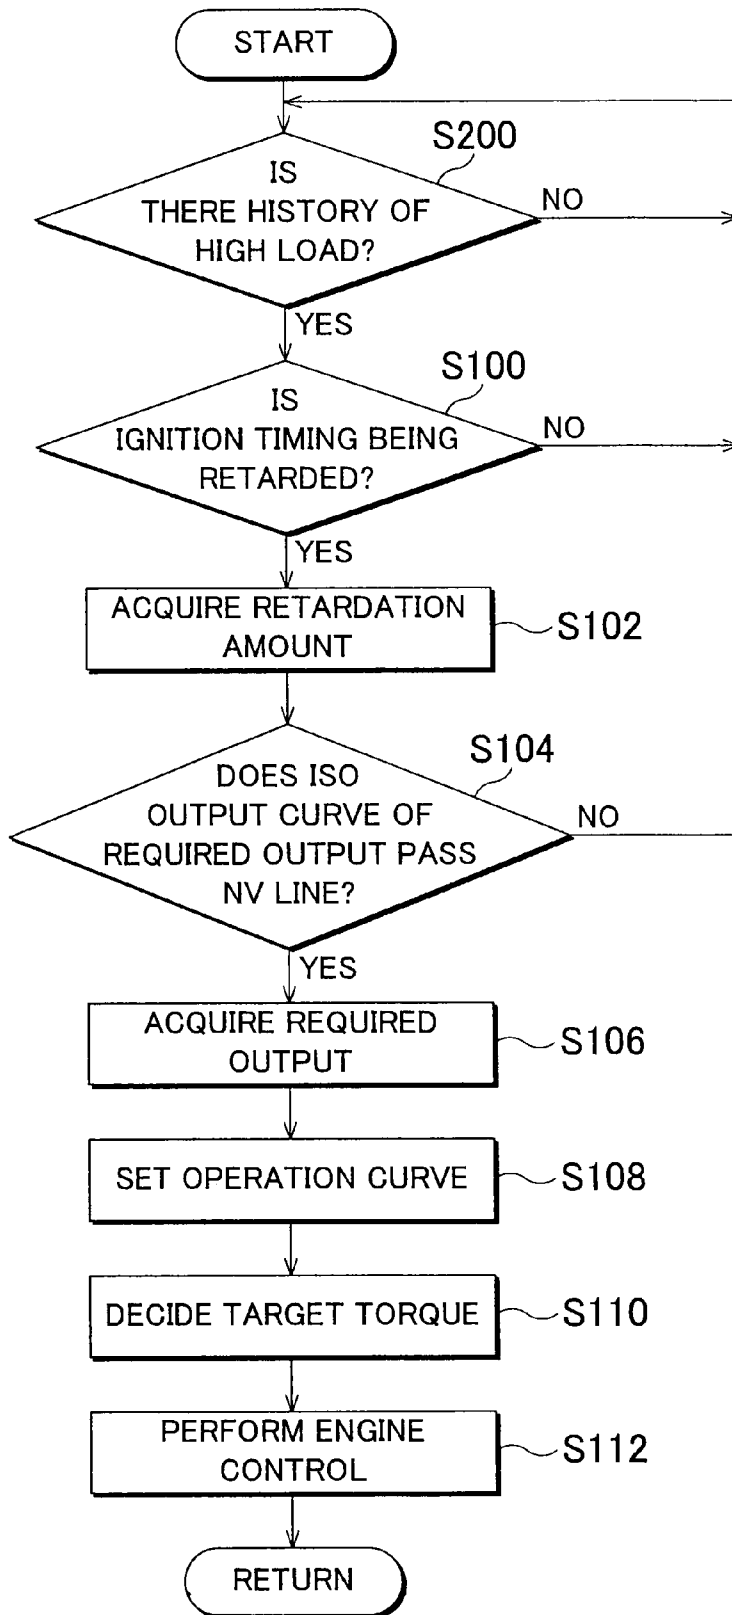 START
S200
IS
THERE HISTORY OF
HIGH LOAD?
NO
YES
S100
IS
IGNITION TIMING BEING
RETARDED?
NO
YES
ACQUIRE RETARDATION
AMOUNT
S102
S104
DOES ISO
OUTPUT CURVE OF
REQUIRED OUTPUT PASS
NV LINE?
NO
YES
ACQUIRE REQUIRED
OUTPUT
S106
SET OPERATION CURVE
S108
DECIDE TARGET TORQUE
S110
PERFORM ENGINE
CONTROL
S112
RETURN